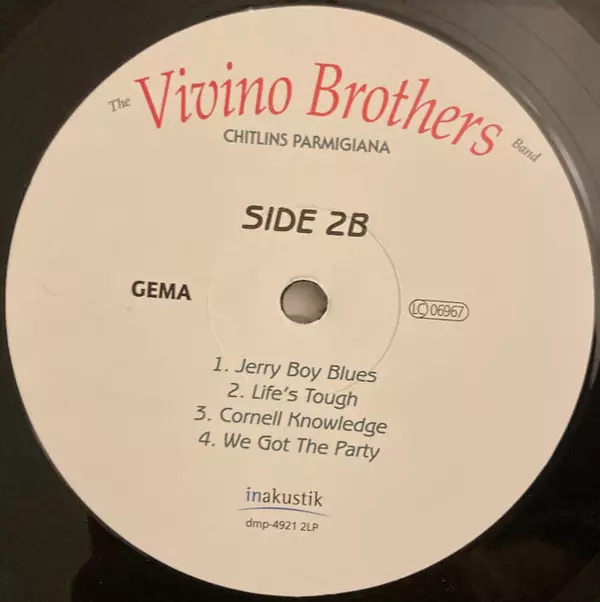 The Vivino Brothers Band
CHITLINS PARMIGIANA
SIDE 2B
GEMA
LC 06967
1. Jerry Boy Blues
2. Life's Tough
3. Cornell Knowledge
4. We Got The Party
inakustik
dmp-4921 2LP